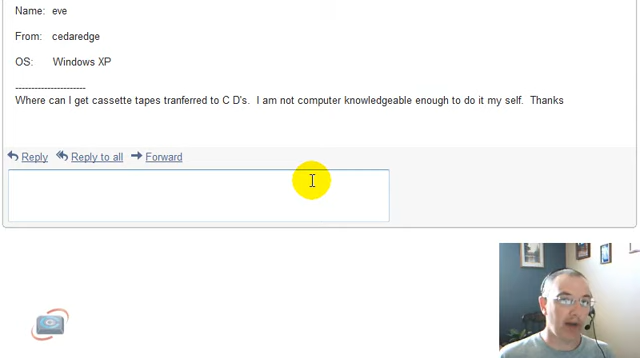 Name: eve
From: cedaredge
OS: Windows XP
----------------------
Where can I get cassette tapes tranferred to C D's. I am not computer knowledgeable enough to do it my self. Thanks
Reply Reply to all Forward